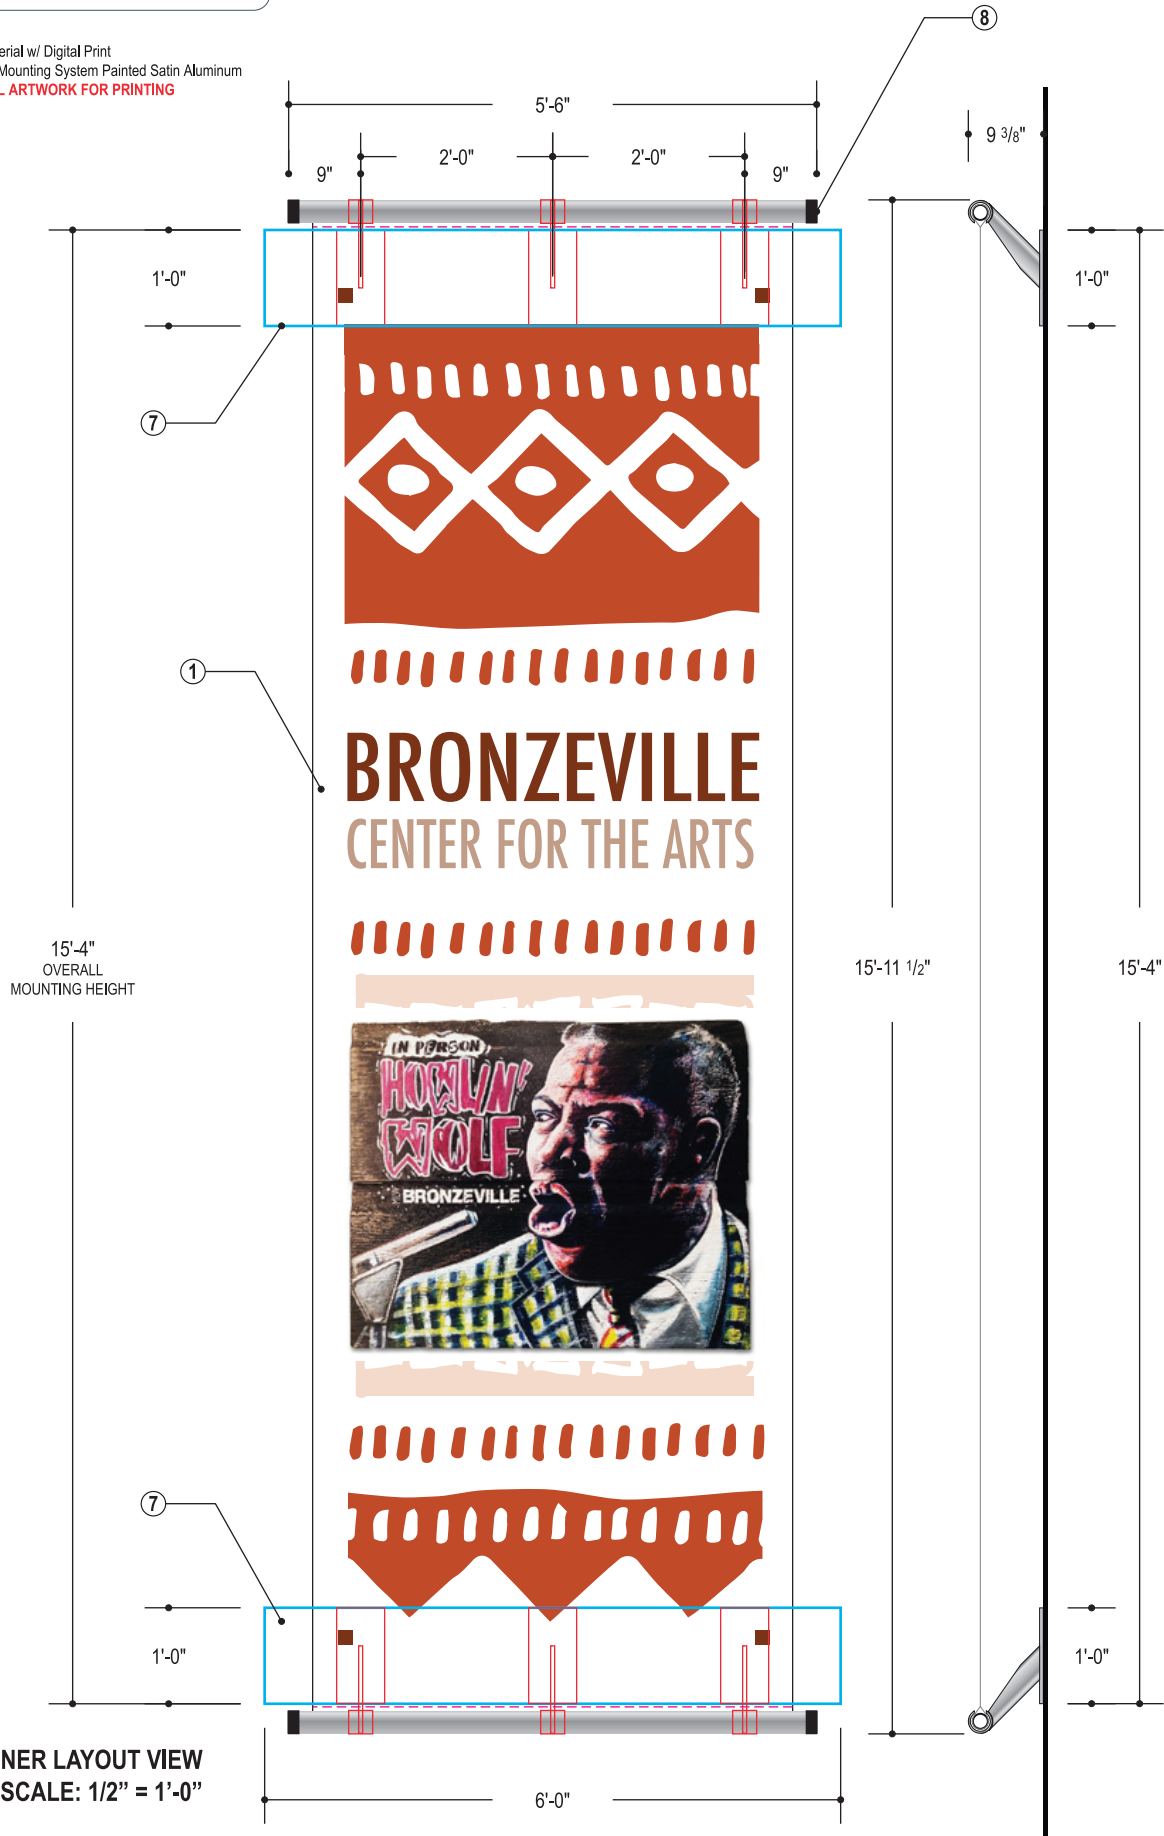 erial w/ Digital Print
Mounting System Painted Satin Aluminum
L ARTWORK FOR PRINTING
8
5'-6"
9 3/8"
2'-0"
2'-0"
9"
9"
1'-0"
1'-0"
7
1
BRONZEVILLE
CENTER FOR THE ARTS
15'-4"
OVERALL
MOUNTING HEIGHT
15'-11 1/2"
15'-4"
IN PERSON
HOWLIN'
WOLF
BRONZEVILLE
7
1'-0"
1'-0"
NER LAYOUT VIEW
SCALE: 1/2” = 1’-0”
6'-0"